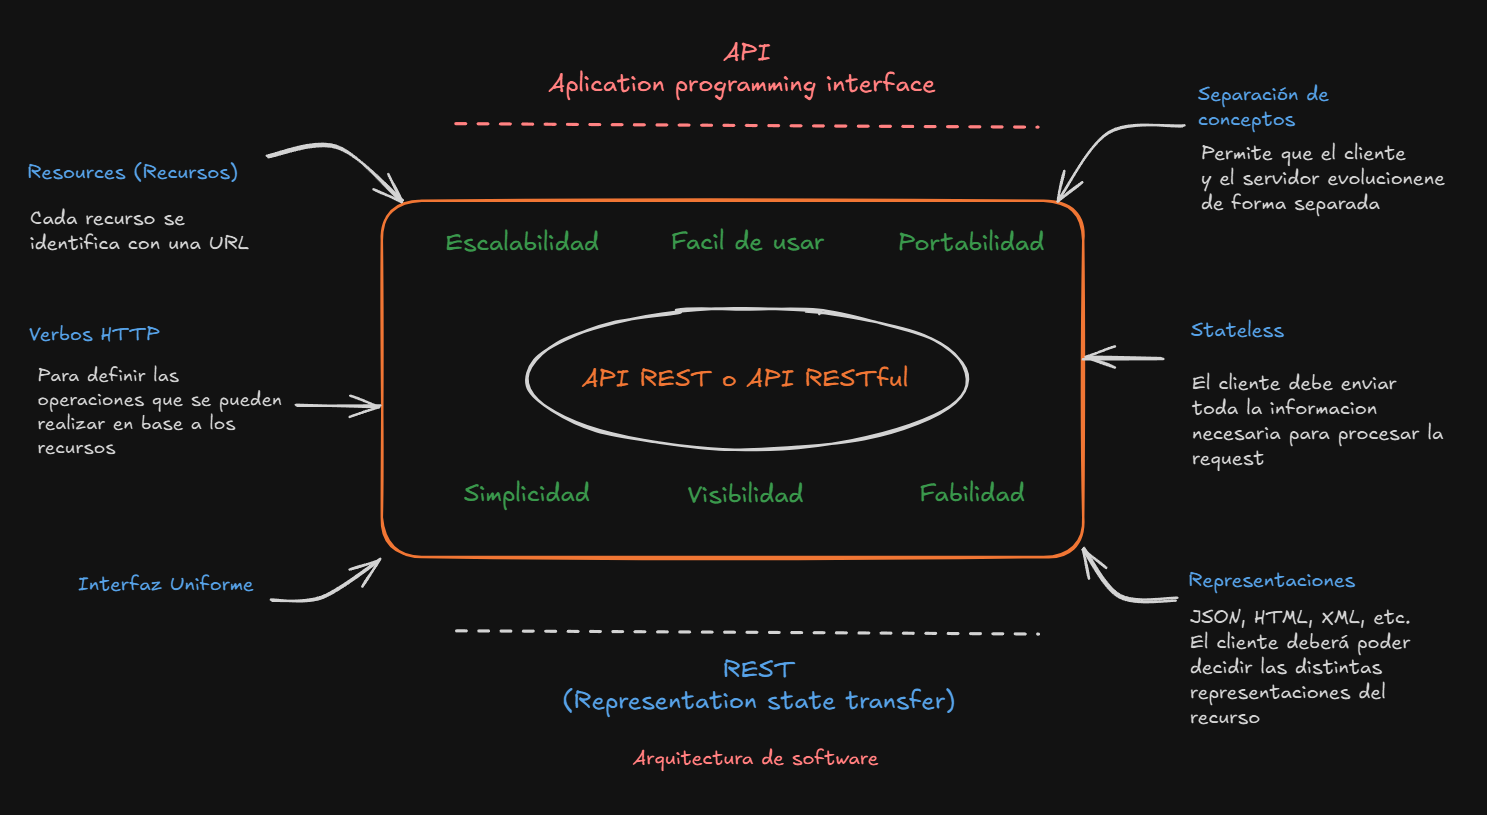 API
Aplication programming interface
Resources (Recursos)
Cada recurso se
identifica con una URL
Verbos HTTP
Para definir las
operaciones que se pueden
realizar en base a los
recursos
Interfaz Uniforme
Escalabilidad
Facil de usar
Portabilidad
API REST o API RESTful
Simplicidad
Visibilidad
Fabilidad
Separación de
conceptos
Permite que el cliente
y el servidor evolucionene
de forma separada
Stateless
El cliente debe enviar
toda la informacion
necesaria para procesar la
request
Representaciones
JSON, HTML, XML, etc.
El cliente deberá poder
decidir las distintas
representaciones del
recurso
REST
(Representation state transfer)
Arquitectura de software